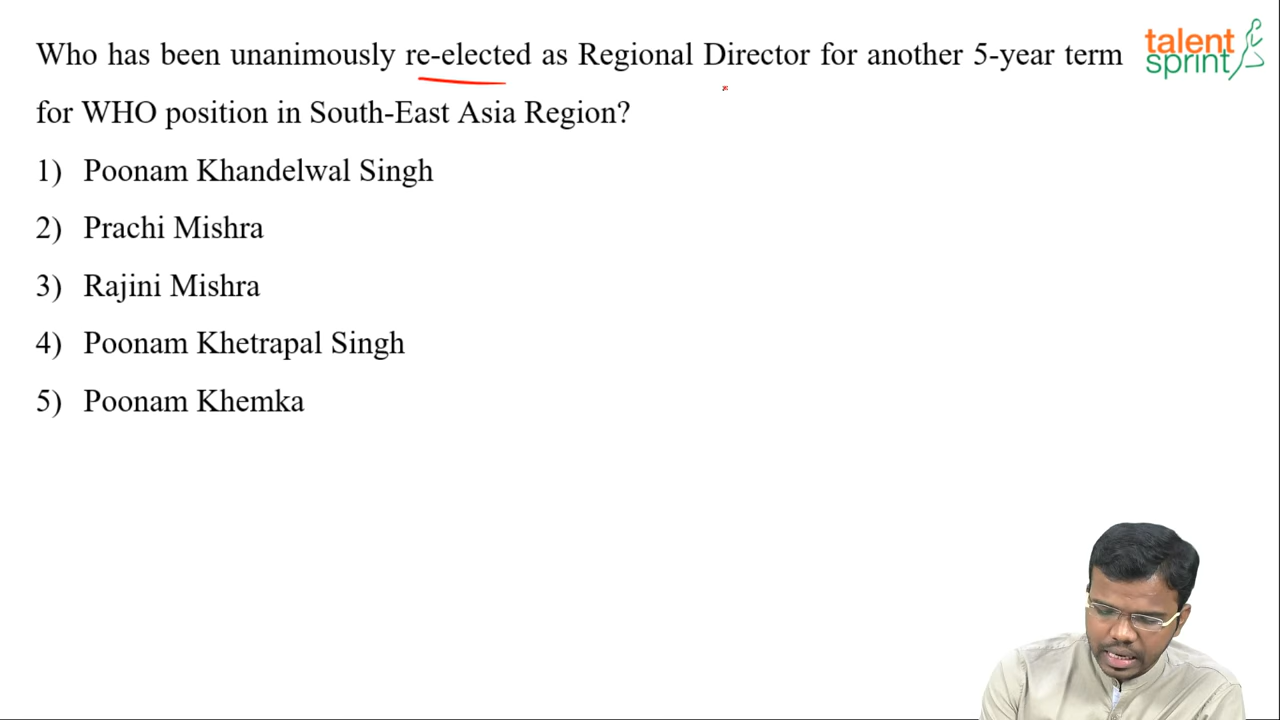 Who has been unanimously re-elected as Regional Director for another 5-year term
for WHO position in South-East Asia Region?
1) Poonam Khandelwal Singh
2) Prachi Mishra
3) Rajini Mishra
4) Poonam Khetrapal Singh
5) Poonam Khemka
talent
sprint